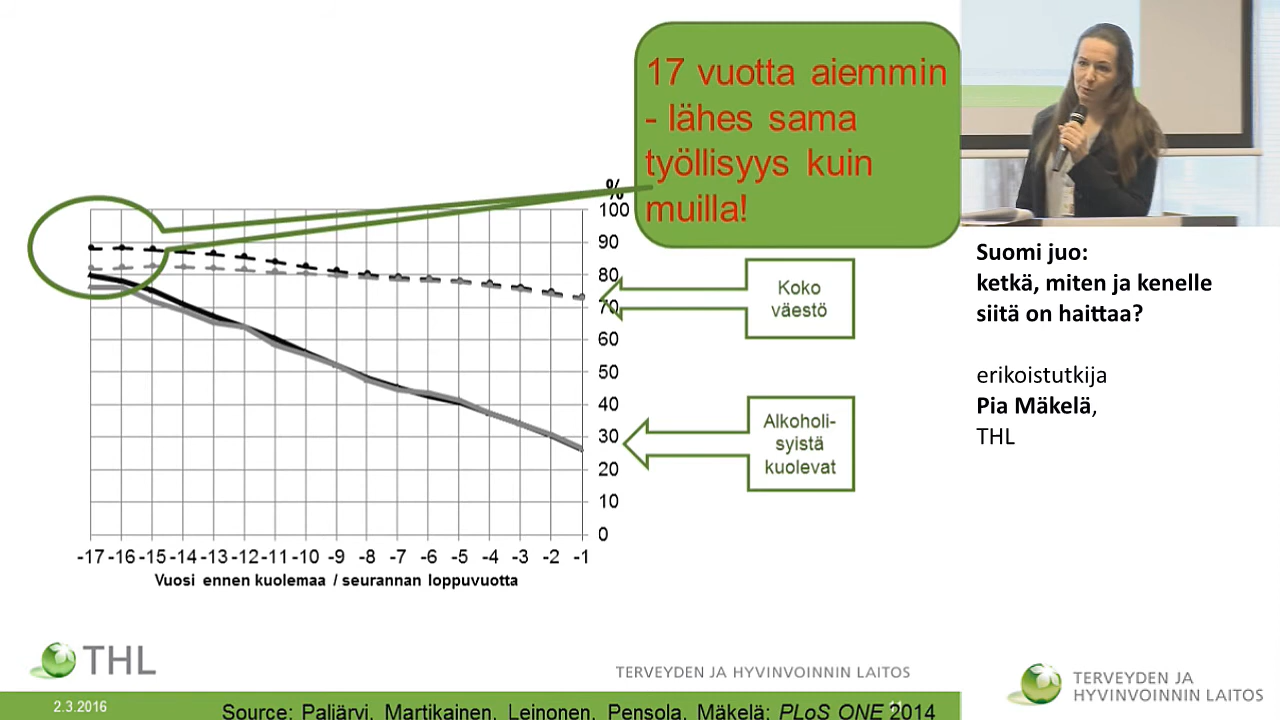 17 vuotta aiemmin
- lähes sama
työllisyys kuin
muilla!
%
100
90
80
70
60
50
40
30
20
10
0
Koko
väestö
Alkoholi-
syistä
kuolevat
-17 -16 -15 -14 -13 -12 -11 -10 -9 -8 -7 -6 -5 -4 -3 -2 -1
Vuosi ennen kuolemaa / seurannan loppuvuotta
THL
TERVEYDEN JA HYVINVOINNIN LAITOS
2.3.2016
Source: Paljärvi, Martikainen, Leinonen, Pensola, Mäkelä: PLoS ONE 2014
Suomi juo:
ketkä, miten ja kenelle
siitä on haittaa?
erikoistutkija
Pia Mäkelä,
THL
TERVEYDEN JA
HYVINVOINNIN LAITOS